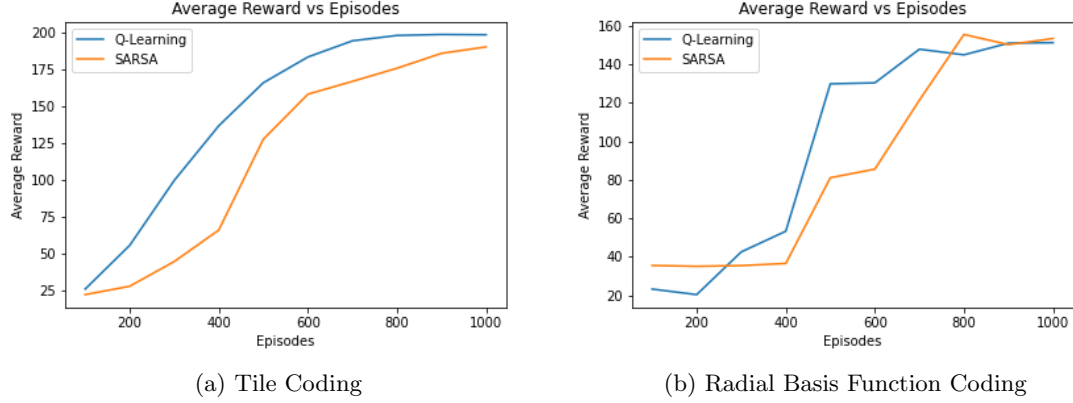 Average Reward vs Episodes
Q-Learning
SARSA
200
175
150
125
100
75
50
25
Average Reward
200
400
600
800
1000
Episodes
(a) Tile Coding
Average Reward vs Episodes
Q-Learning
SARSA
160
140
120
100
80
60
40
20
Average Reward
200
400
600
800
1000
Episodes
(b) Radial Basis Function Coding